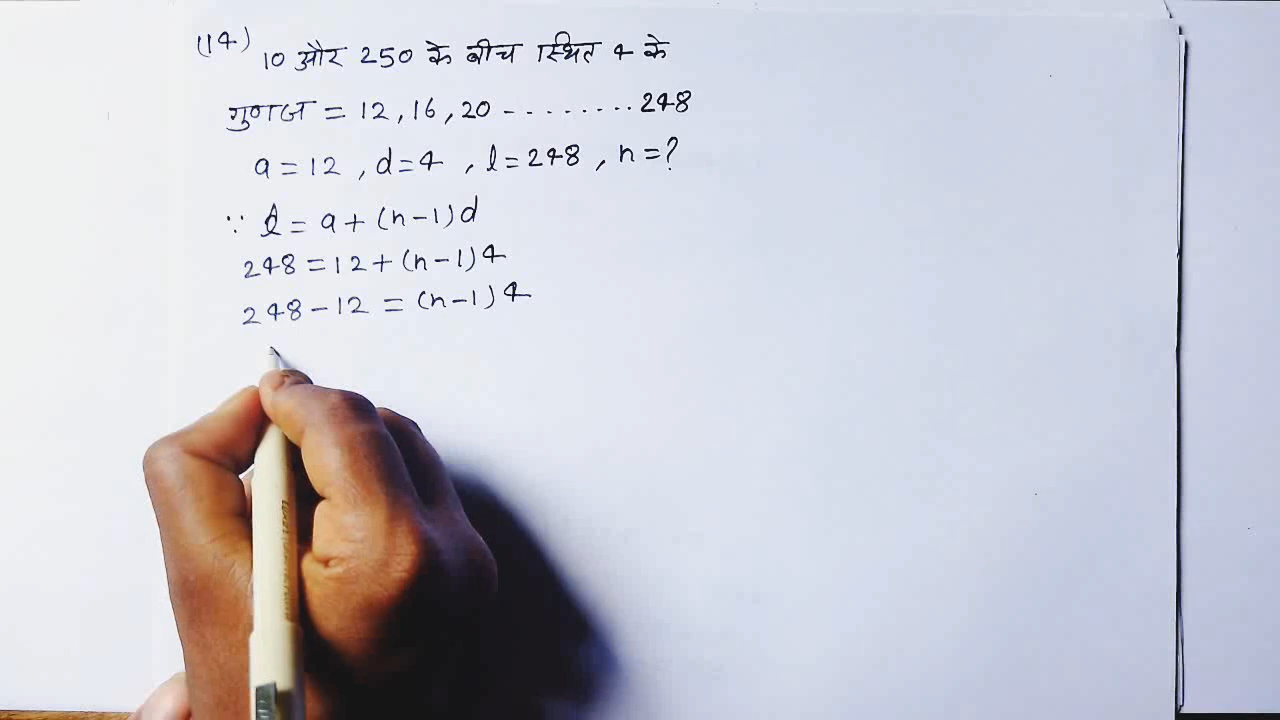 (14) 10 और 250 के बीच स्थित 4 के
गुणज = 12, 16, 20 - . . . . . . . . 248
a = 12 , d = 4 , l = 248 , n = ?
∵ l = a + (n - 1) d
248 = 12 + (n - 1) 4
248 - 12 = (n - 1) 4